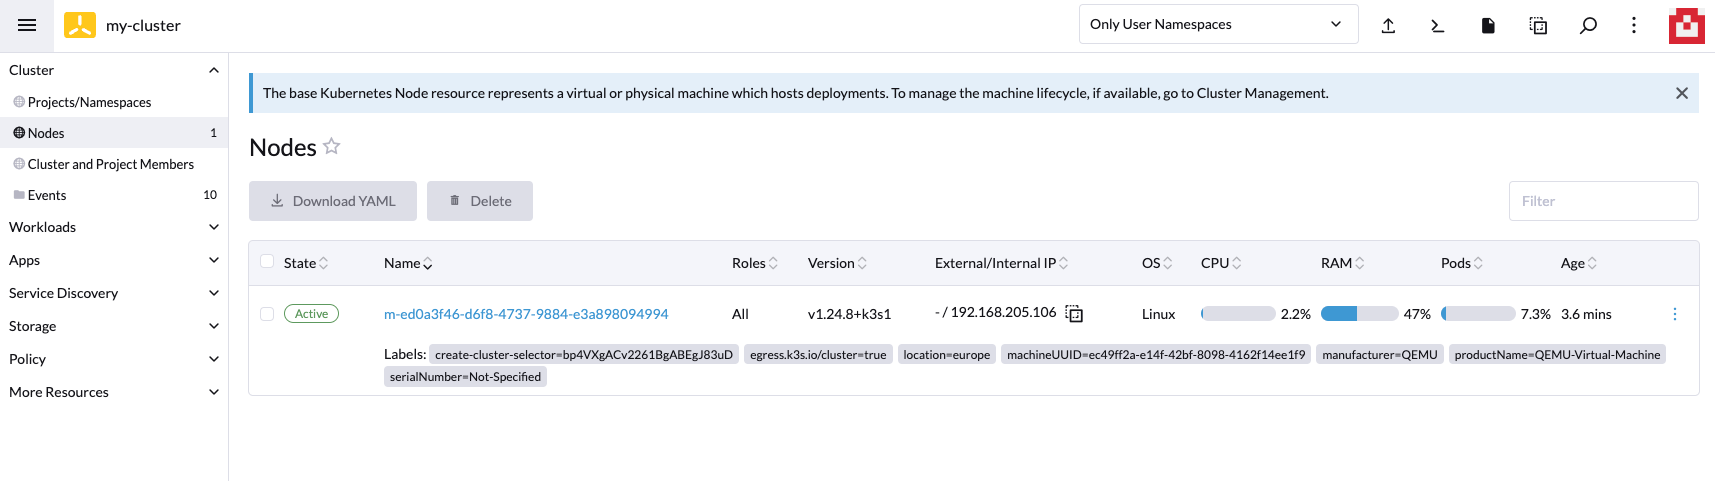 my-cluster
Only User Namespaces
Cluster
Projects/Namespaces
Nodes 1
Cluster and Project Members
Events 10
Workloads
Apps
Service Discovery
Storage
Policy
More Resources
The base Kubernetes Node resource represents a virtual or physical machine which hosts deployments. To manage the machine lifecycle, if available, go to Cluster Management.
Nodes
Download YAML Delete Filter
State Name Roles Version External/Internal IP OS CPU RAM Pods Age
Active m-ed0a3f46-d6f8-4737-9884-e3a898094994 All v1.24.8+k3s1 - / 192.168.205.106 Linux 2.2% 47% 7.3% 3.6 mins
Labels: create-cluster-selector=bp4VXgACv2261BgABEgJ83uD egress.k3s.io/cluster=true location=europe machineUUID=ec49ff2a-e14f-42bf-8098-4162f14ee1f9 manufacturer=QEMU productName=QEMU-Virtual-Machine
serialNumber=Not-Specified